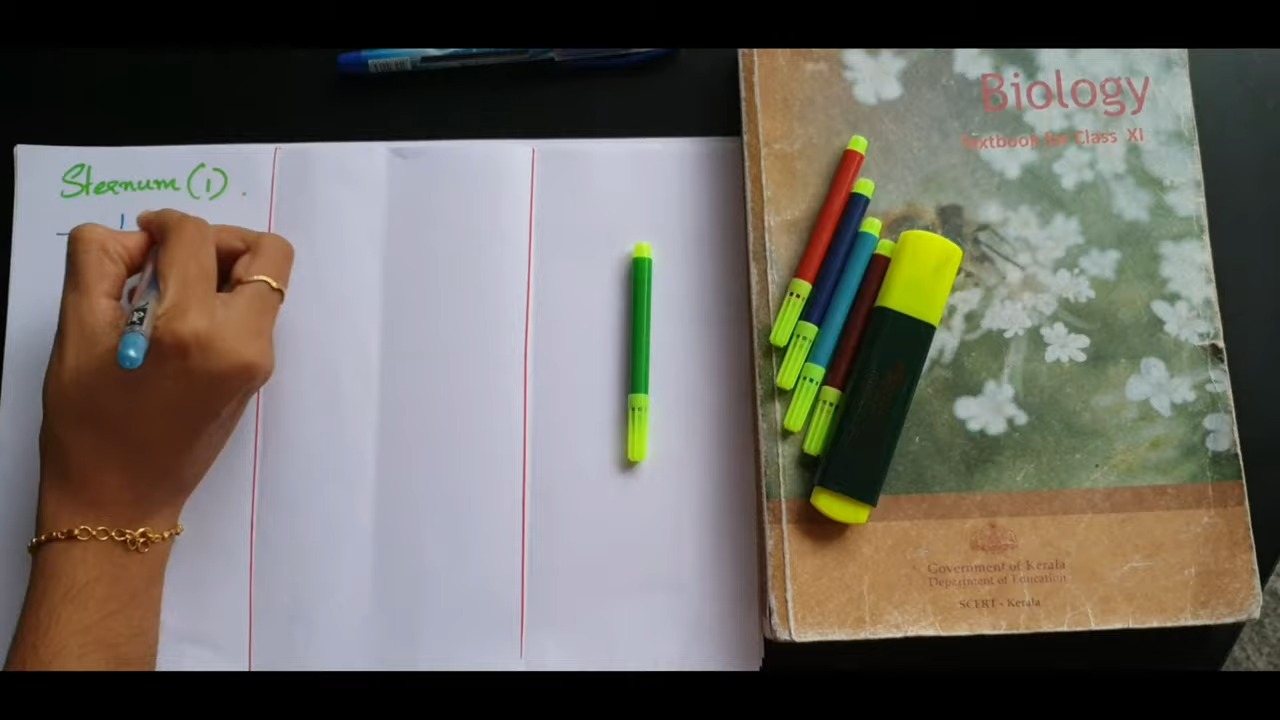 Sternum (1).
Biology
Textbook for Class XI
Government of Kerala
Department of Education
SCERT - Kerala